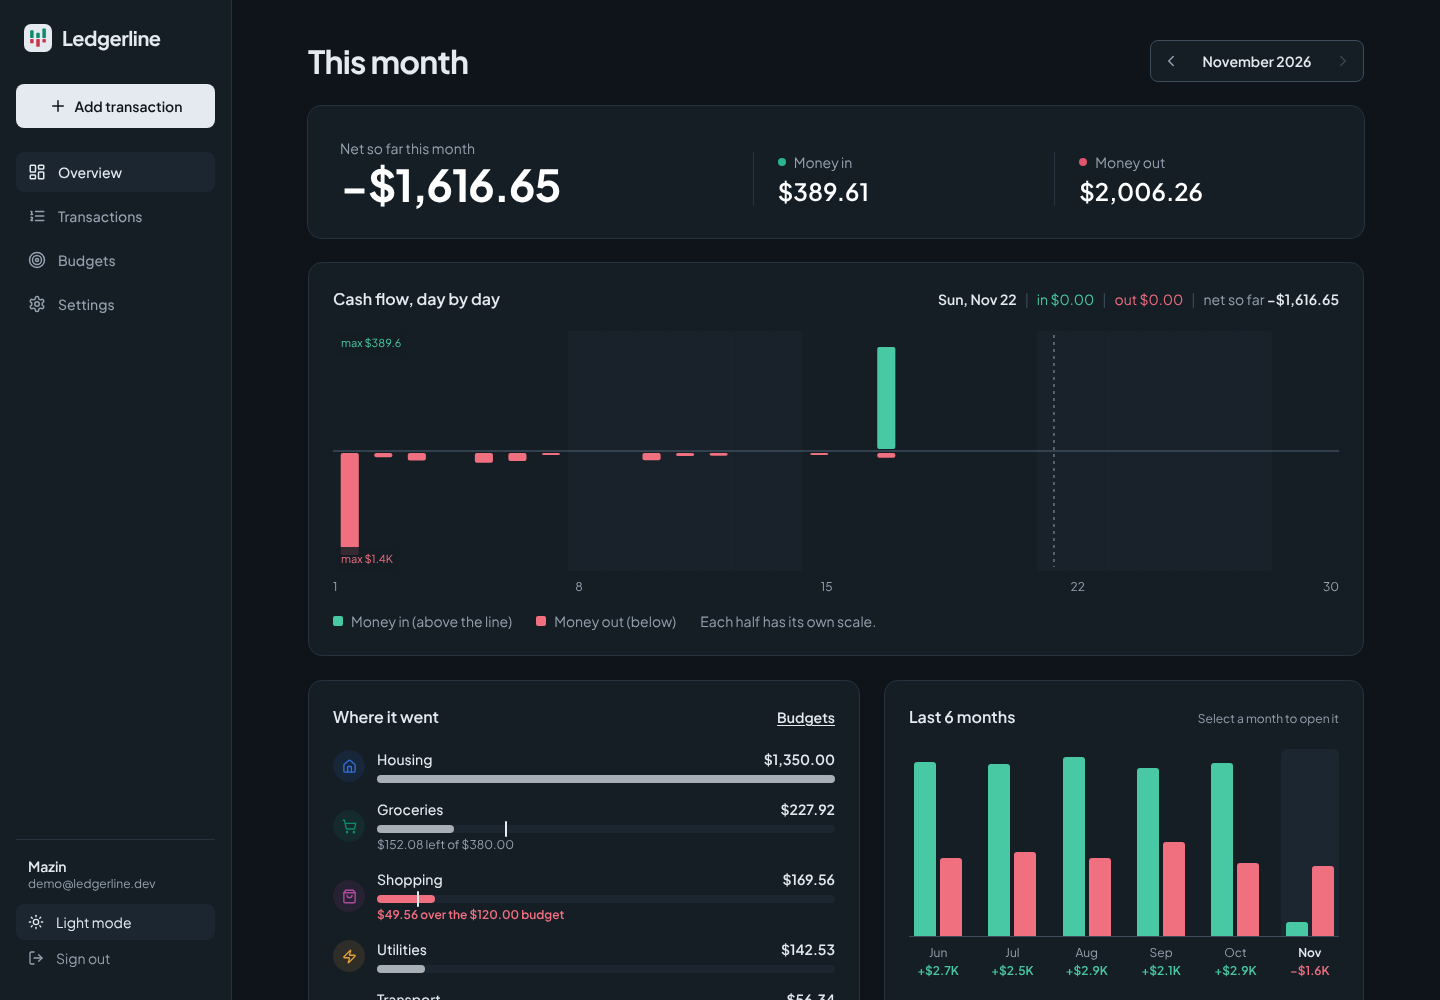 Ledgerline
Add transaction
Overview
Transactions
Budgets
Settings
Mazin
demo@ledgerline.dev
Light mode
Sign out
This month
November 2026
Net so far this month
−$1,616.65
Money in
$389.61
Money out
$2,006.26
Cash flow, day by day
Sun, Nov 22 | in $0.00 | out $0.00 | net so far −$1,616.65
max $389.6
max $1.4K
1 8 15 22 30
Money in (above the line) Money out (below) Each half has its own scale.
Where it went
Budgets
Housing $1,350.00
Groceries $227.92
$152.08 left of $380.00
Shopping $169.56
$49.56 over the $120.00 budget
Utilities $142.53
Transport $56.34
Last 6 months
Select a month to open it
Jun Jul Aug Sep Oct Nov
+$2.7K +$2.5K +$2.9K +$2.1K +$2.9K −$1.6K